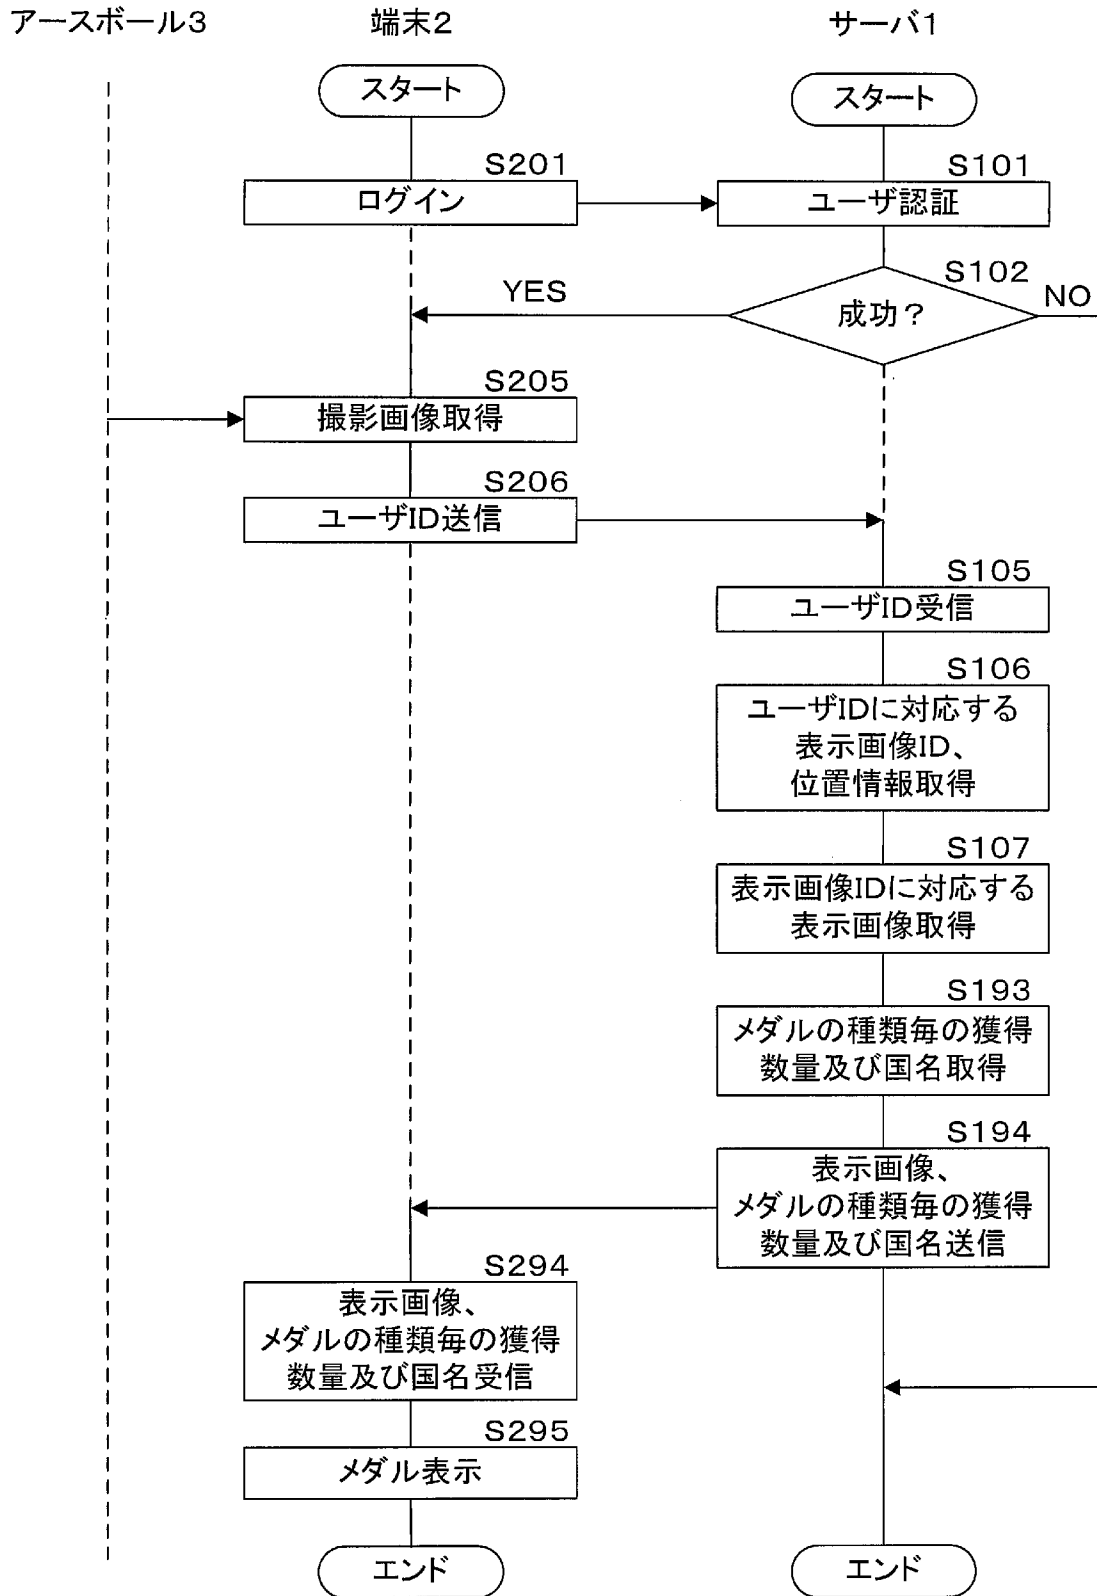 アースボール3
端末2
サーバ1
スタート
スタート
S201
ログイン
S101
ユーザ認証
S102
YES
成功？
NO
S205
撮影画像取得
S206
ユーザID送信
S105
ユーザID受信
S106
ユーザIDに対応する
表示画像ID、
位置情報取得
S107
表示画像IDに対応する
表示画像取得
S193
メダルの種類毎の獲得
数量及び国名取得
S194
表示画像、
メダルの種類毎の獲得
数量及び国名送信
S294
表示画像、
メダルの種類毎の獲得
数量及び国名受信
S295
メダル表示
エンド
エンド